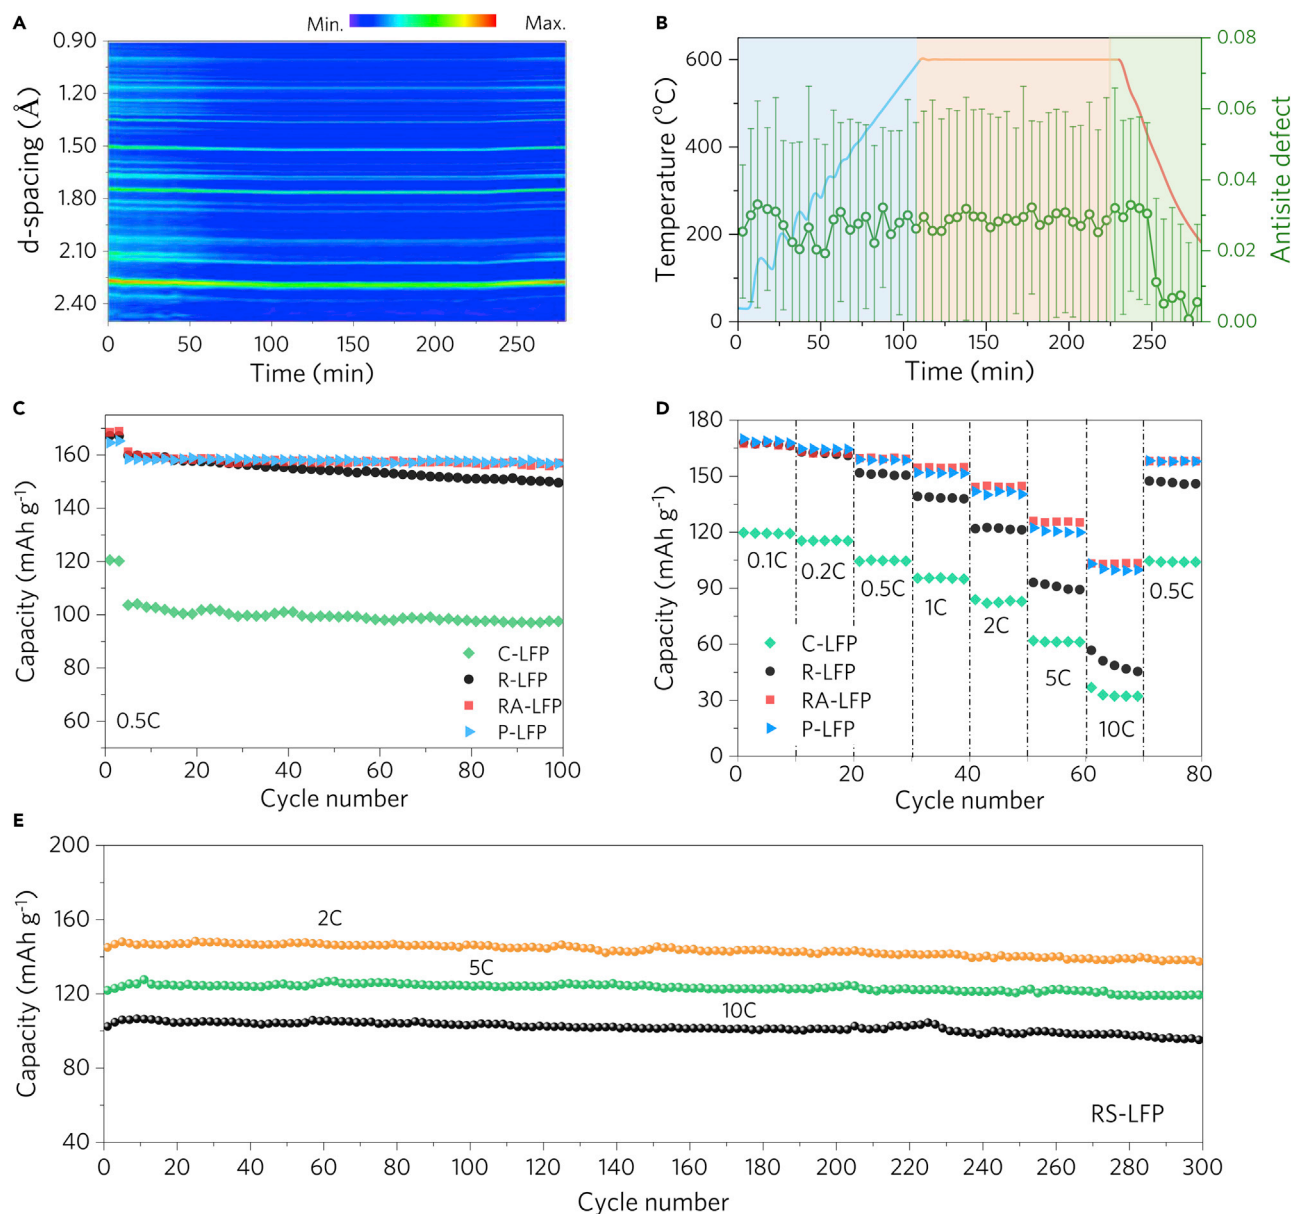 A
Min.
Max.
0.90
1.20
1.50
1.80
2.10
2.40
d-spacing (Å)
0 50 100 150 200 250
Time (min)
B
600
400
200
0
Temperature (°C)
0.08
0.06
0.04
0.02
0.00
Antisite defect
0 50 100 150 200 250
Time (min)
C
160
140
120
100
80
60
Capacity (mAh g⁻¹)
C-LFP
R-LFP
RA-LFP
P-LFP
0.5C
0 20 40 60 80 100
Cycle number
D
180
150
120
90
60
30
0
Capacity (mAh g⁻¹)
0.1C
0.2C
0.5C
1C
2C
5C
10C
0.5C
C-LFP
R-LFP
RA-LFP
P-LFP
0 20 40 60 80
Cycle number
E
200
160
120
80
40
Capacity (mAh g⁻¹)
2C
5C
10C
RS-LFP
0 20 40 60 80 100 120 140 160 180 200 220 240 260 280 300
Cycle number